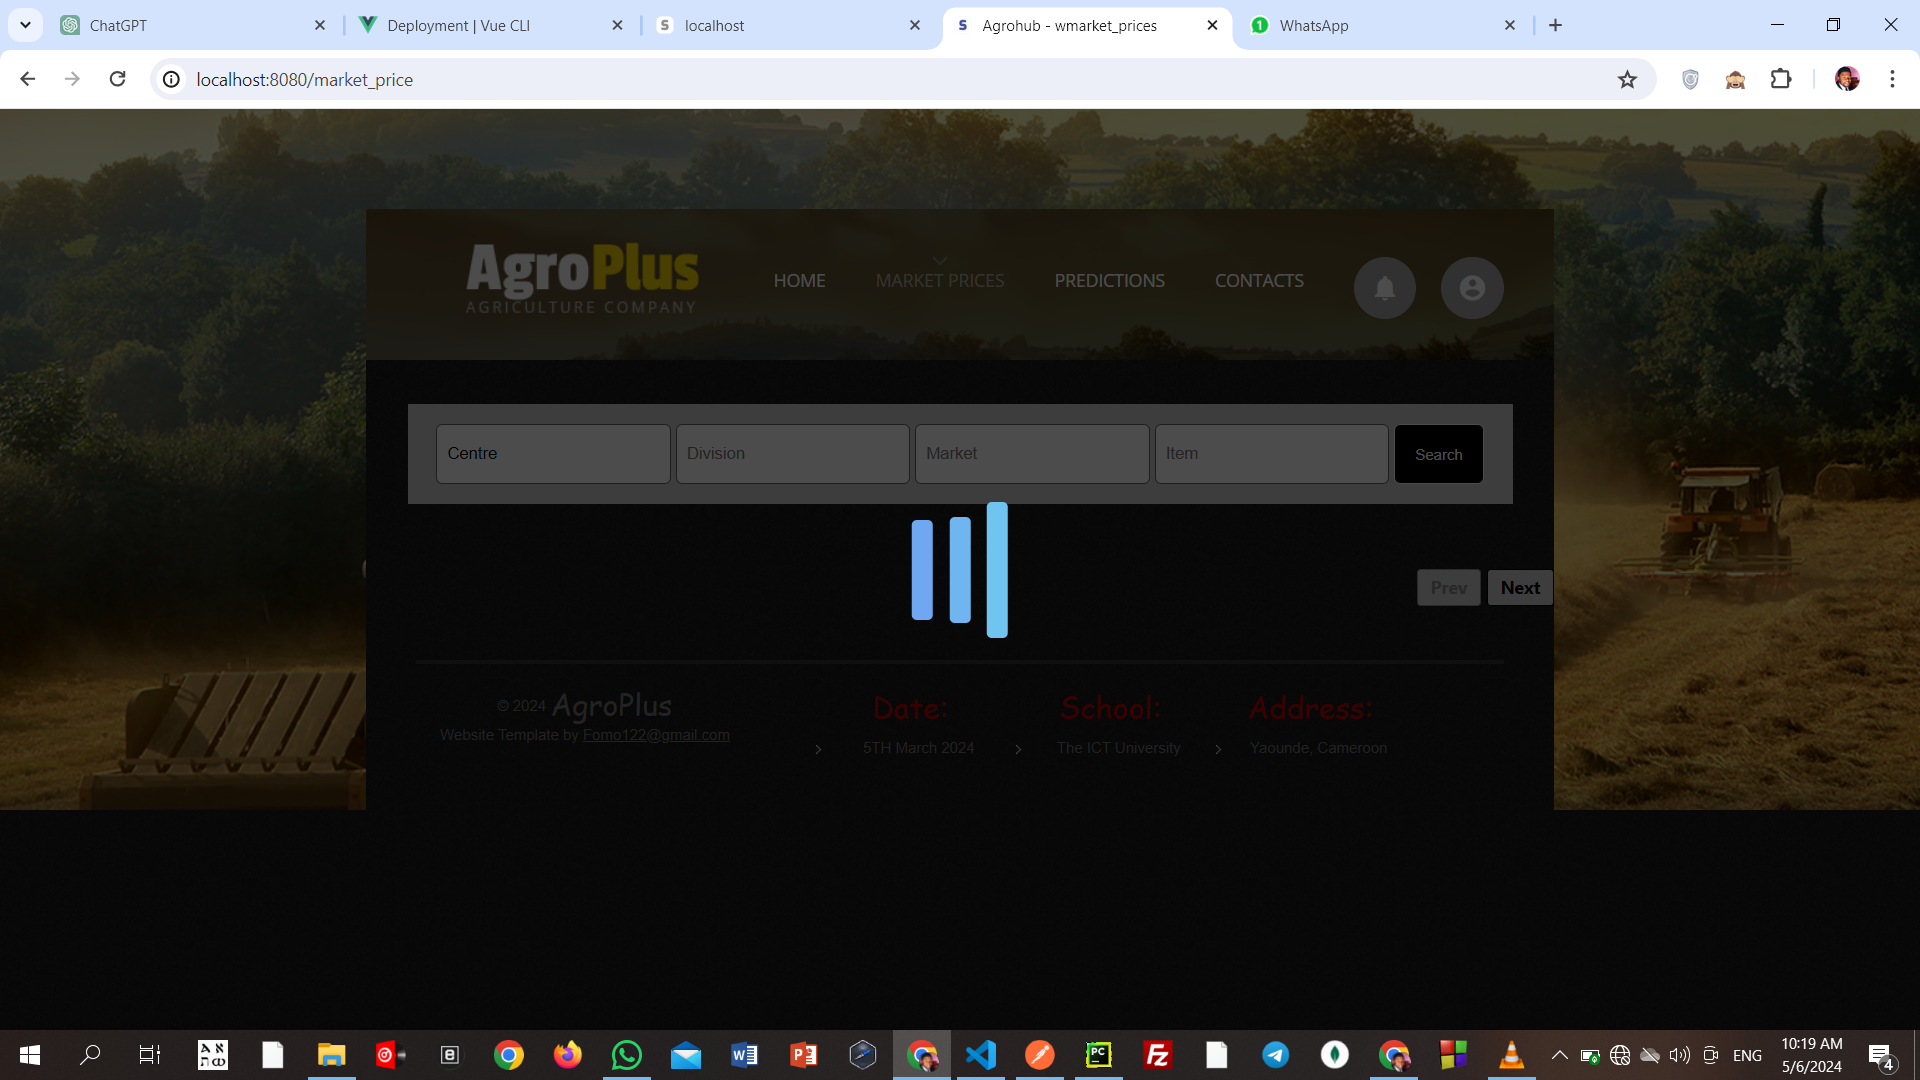 ChatGPT
Deployment | Vue CLI
localhost
Agrohub - wmarket_prices
WhatsApp
localhost:8080/market_price
AgroPlus
AGRICULTURE COMPANY
HOME
MARKET PRICES
PREDICTIONS
CONTACTS
Centre
Division
Market
Item
Search
Prev
Next
© 2024 AgroPlus
Website Template by Fomo122@gmail.com
Date:
5TH March 2024
School:
The ICT University
Address:
Yaounde, Cameroon
ENG
10:19 AM
5/6/2024
4